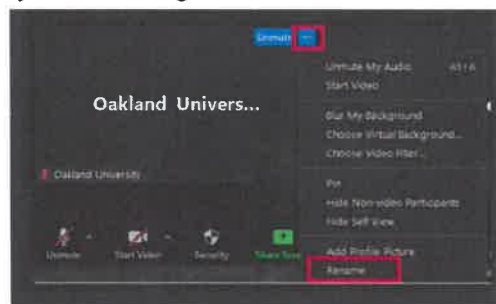 Unmute ...
Unmute My Audio Alt+A
Start Video
Oakland Univers...
Blur My Background
Choose Virtual Background...
Choose Video Filter...
Oakland University
Pin
Hide Non-video Participants
Hide Self View
Add Profile Picture
Rename
Unmute Start Video Security Share